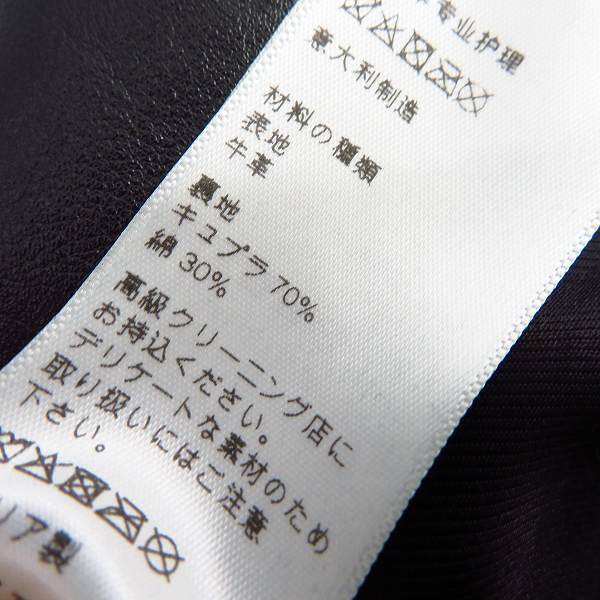 专业护理
意大利制造
材料の種類
表地
牛革
裏地
キュプラ 70%
綿 30%
高級クリーニング店に
お持込ください。
デリケートな素材のため
取り扱いにはご注意
下さい。
リア製